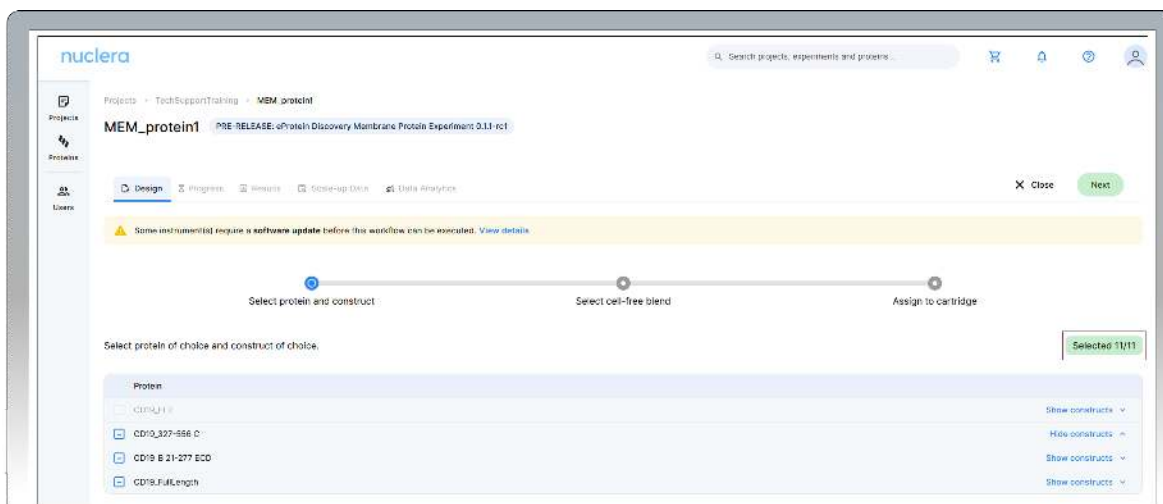 nuclera
Search projects, experiments and proteins...
Projects
Proteins
Users
Projects > TechSupportTraining > MEM_protein1
MEM_protein1 PRE-RELEASE: eProtein Discovery Membrane Protein Experiment 0.1.1-rc1
Design Progress Results Scale-up Data Data Analytics Close Next
Some instrument(s) require a software update before this workflow can be executed. View details
Select protein and construct Select cell-free blend Assign to cartridge
Select protein of choice and construct of choice. Selected 11/11
Protein
Show constructs
CD19_327-556 C Hide constructs
CD19 B 21-277 ECD Show constructs
CD19_FullLength Show constructs